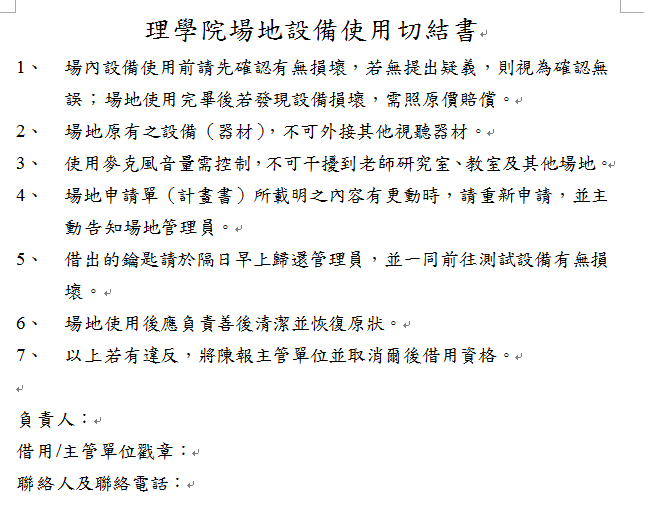 理學院場地設備使用切結書
1、 場內設備使用前請先確認有無損壞，若無提出疑義，則視為確認無
誤；場地使用完畢後若發現設備損壞，需照原價賠償。
2、 場地原有之設備（器材），不可外接其他視聽器材。
3、 使用麥克風音量需控制，不可干擾到老師研究室、教室及其他場地。
4、 場地申請單（計畫書）所載明之內容有更動時，請重新申請，並主
動告知場地管理員。
5、 借出的鑰匙請於隔日早上歸還管理員，並一同前往測試設備有無損
壞。
6、 場地使用後應負責善後清潔並恢復原狀。
7、 以上若有違反，將陳報主管單位並取消爾後借用資格。
負責人：
借用/主管單位戳章：
聯絡人及聯絡電話：